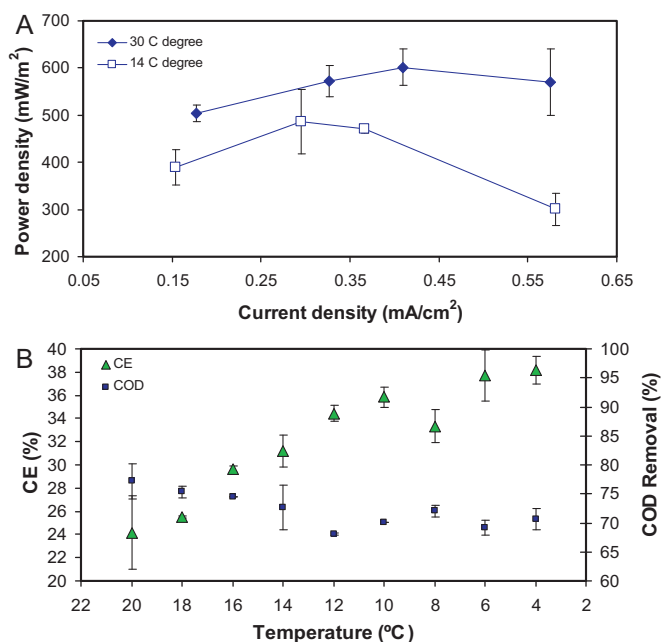 A
700
600
500
400
300
200
30 C degree
14 C degree
Power density (mW/m²)
0.05 0.15 0.25 0.35 0.45 0.55 0.65
Current density (mA/cm²)
B
40
38
36
34
32
30
28
26
24
22
20
CE
COD
CE (%)
100
95
90
85
80
75
70
65
60
COD Removal (%)
22 20 18 16 14 12 10 8 6 4 2
Temperature (ºC)